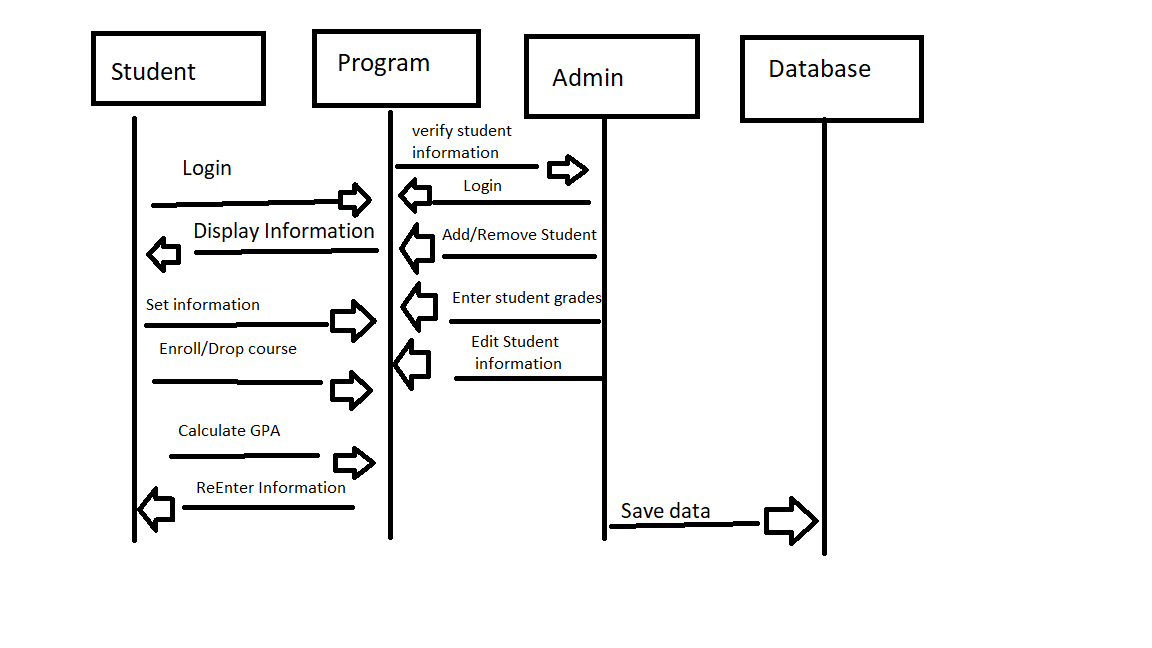 Student
Program
Admin
Database
verify student
information
Login
Login
Display Information
Add/Remove Student
Set information
Enter student grades
Enroll/Drop course
Edit Student
information
Calculate GPA
ReEnter Information
Save data